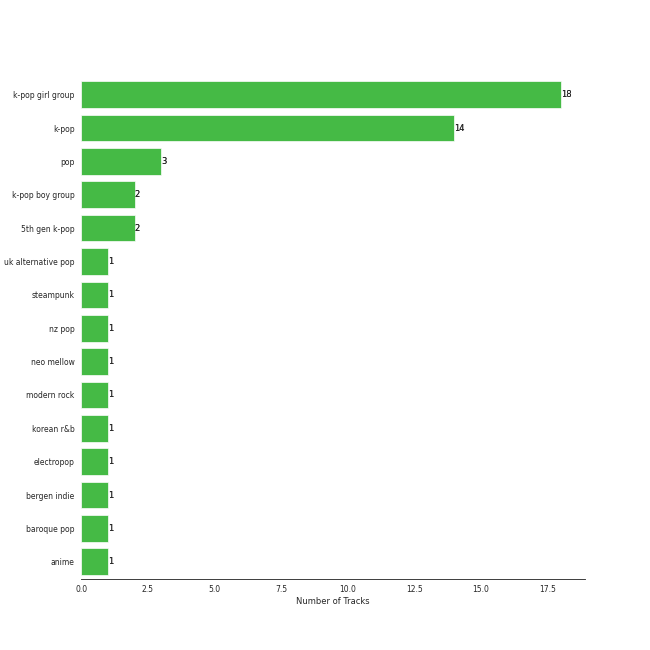 k-pop girl group 18
k-pop 14
pop 3
k-pop boy group 2
5th gen k-pop 2
uk alternative pop 1
steampunk 1
nz pop 1
neo mellow 1
modern rock 1
korean r&b 1
electropop 1
bergen indie 1
baroque pop 1
anime 1
0.0 2.5 5.0 7.5 10.0 12.5 15.0 17.5
Number of Tracks